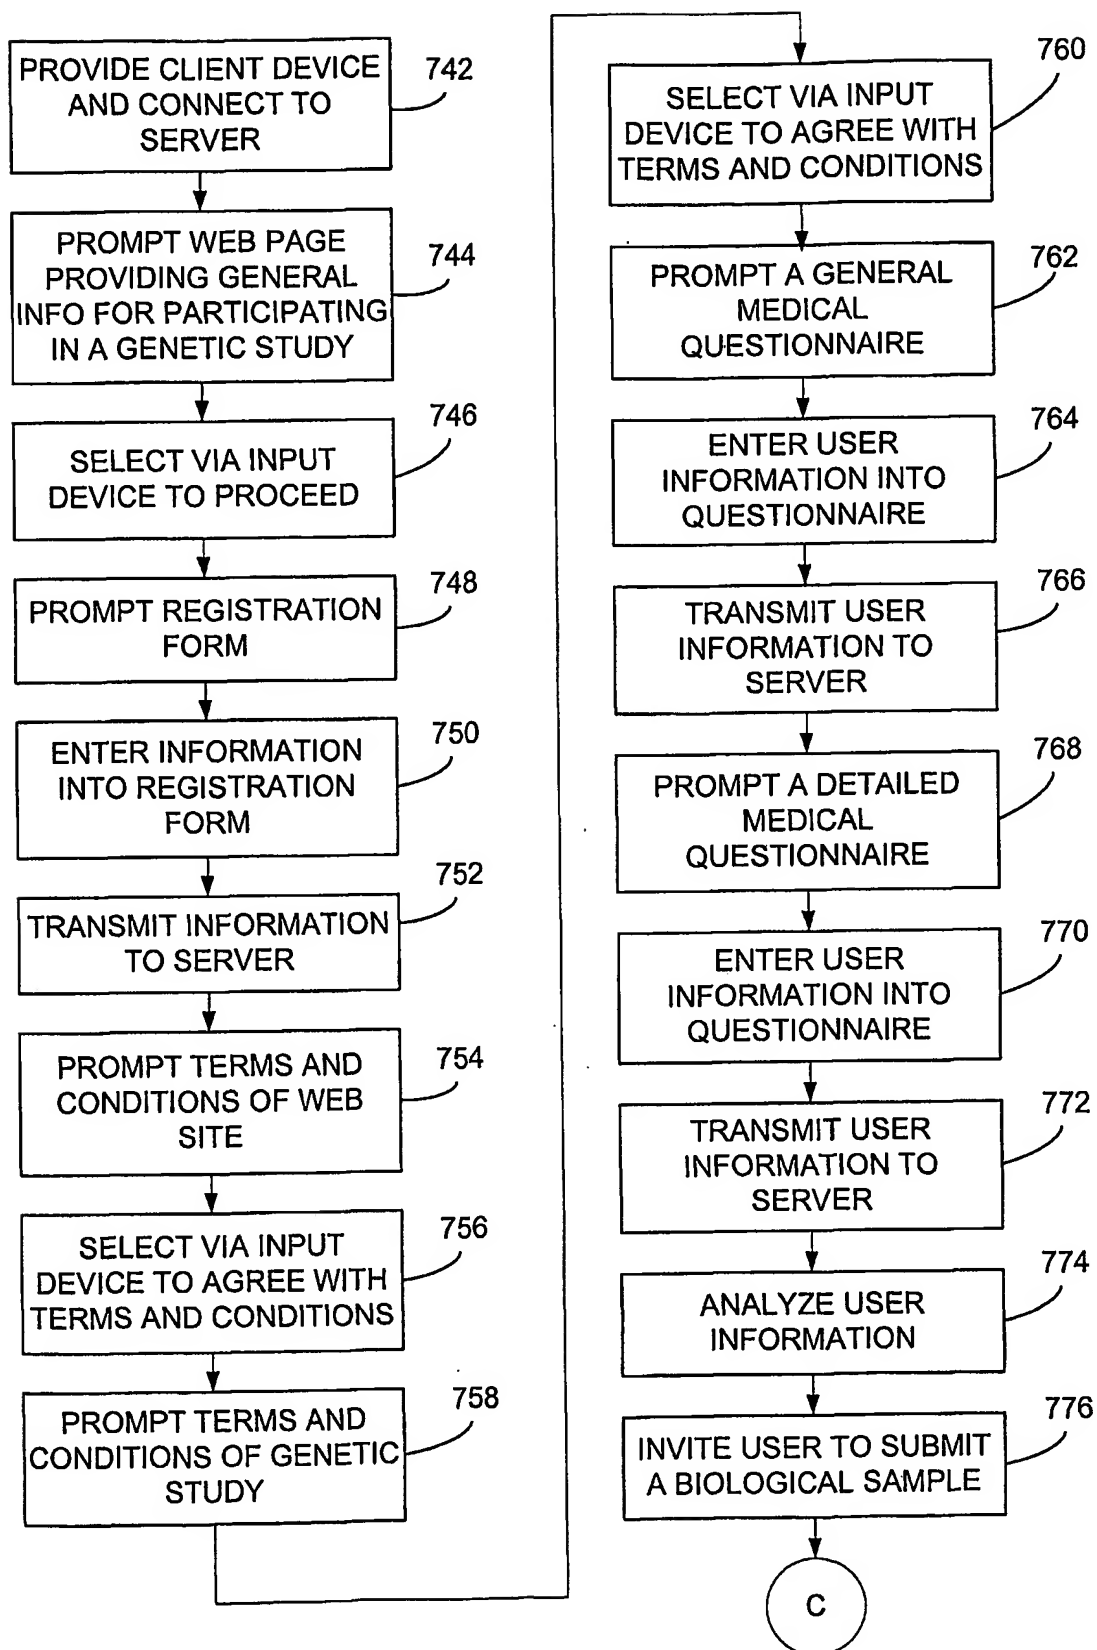 PROVIDE CLIENT DEVICE
AND CONNECT TO
SERVER
742
PROMPT WEB PAGE
PROVIDING GENERAL
INFO FOR PARTICIPATING
IN A GENETIC STUDY
744
SELECT VIA INPUT
DEVICE TO PROCEED
746
PROMPT REGISTRATION
FORM
748
ENTER INFORMATION
INTO REGISTRATION
FORM
750
TRANSMIT INFORMATION
TO SERVER
752
PROMPT TERMS AND
CONDITIONS OF WEB
SITE
754
SELECT VIA INPUT
DEVICE TO AGREE WITH
TERMS AND CONDITIONS
756
PROMPT TERMS AND
CONDITIONS OF GENETIC
STUDY
758
SELECT VIA INPUT
DEVICE TO AGREE WITH
TERMS AND CONDITIONS
760
PROMPT A GENERAL
MEDICAL
QUESTIONNAIRE
762
ENTER USER
INFORMATION INTO
QUESTIONNAIRE
764
TRANSMIT USER
INFORMATION TO
SERVER
766
PROMPT A DETAILED
MEDICAL
QUESTIONNAIRE
768
ENTER USER
INFORMATION INTO
QUESTIONNAIRE
770
TRANSMIT USER
INFORMATION TO
SERVER
772
ANALYZE USER
INFORMATION
774
INVITE USER TO SUBMIT
A BIOLOGICAL SAMPLE
776
C